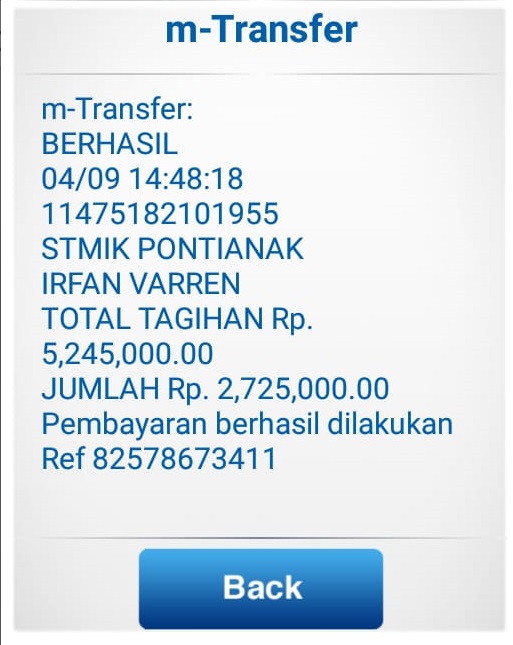 m-Transfer
m-Transfer:
BERHASIL
04/09 14:48:18
11475182101955
STMIK PONTIANAK
IRFAN VARREN
TOTAL TAGIHAN Rp.
5,245,000.00
JUMLAH Rp. 2,725,000.00
Pembayaran berhasil dilakukan
Ref 82578673411
Back